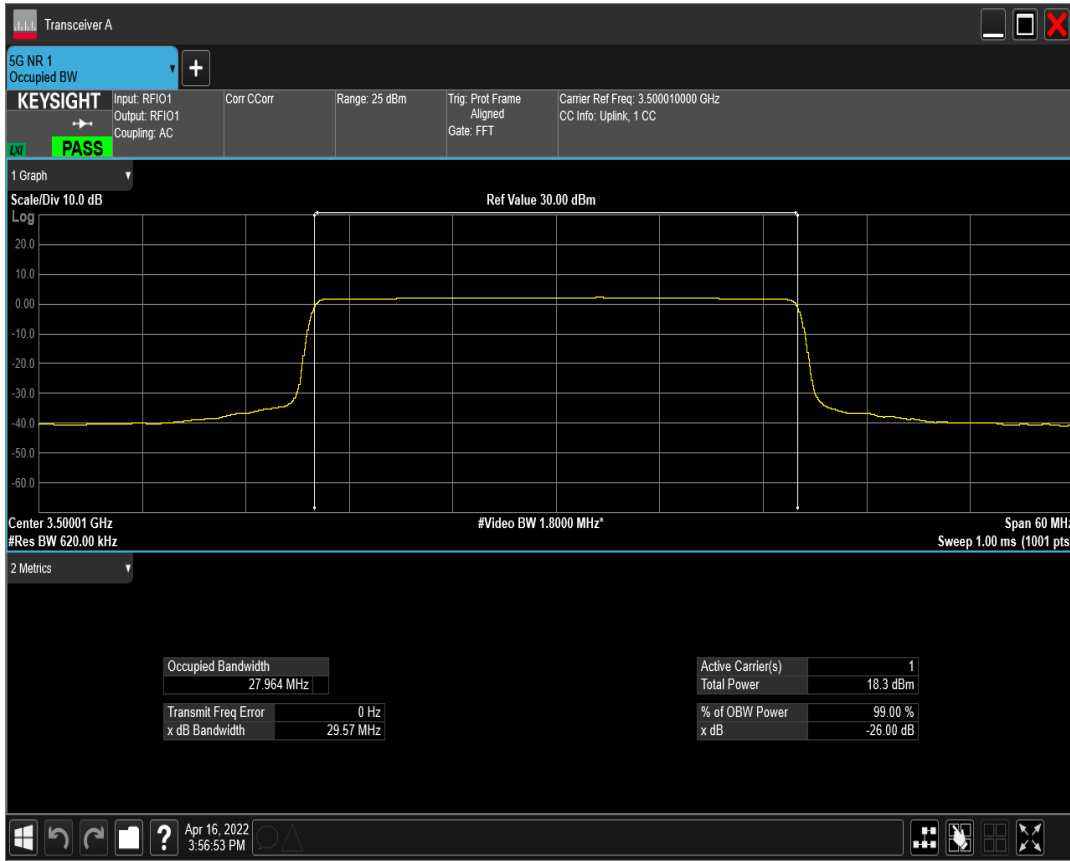 Transceiver A
5G NR 1
Occupied BW
+
KEYSIGHT
LXI
PASS
Input: RFIO1
Output: RFIO1
Coupling: AC
Corr CCorr
Range: 25 dBm
Trig: Prot Frame
Aligned
Gate: FFT
Carrier Ref Freq: 3.500010000 GHz
CC Info: Uplink, 1 CC
1 Graph
Scale/Div 10.0 dB
Ref Value 30.00 dBm
Log
20.0
10.0
0.00
-10.0
-20.0
-30.0
-40.0
-50.0
-60.0
Center 3.50001 GHz
#Video BW 1.8000 MHz*
Span 60 MHz
#Res BW 620.00 kHz
Sweep 1.00 ms (1001 pts
2 Metrics
Occupied Bandwidth
27.964 MHz
Transmit Freq Error 0 Hz
x dB Bandwidth 29.57 MHz
Active Carrier(s) 1
Total Power 18.3 dBm
% of OBW Power 99.00 %
x dB -26.00 dB
?
Apr 16, 2022
3:56:53 PM